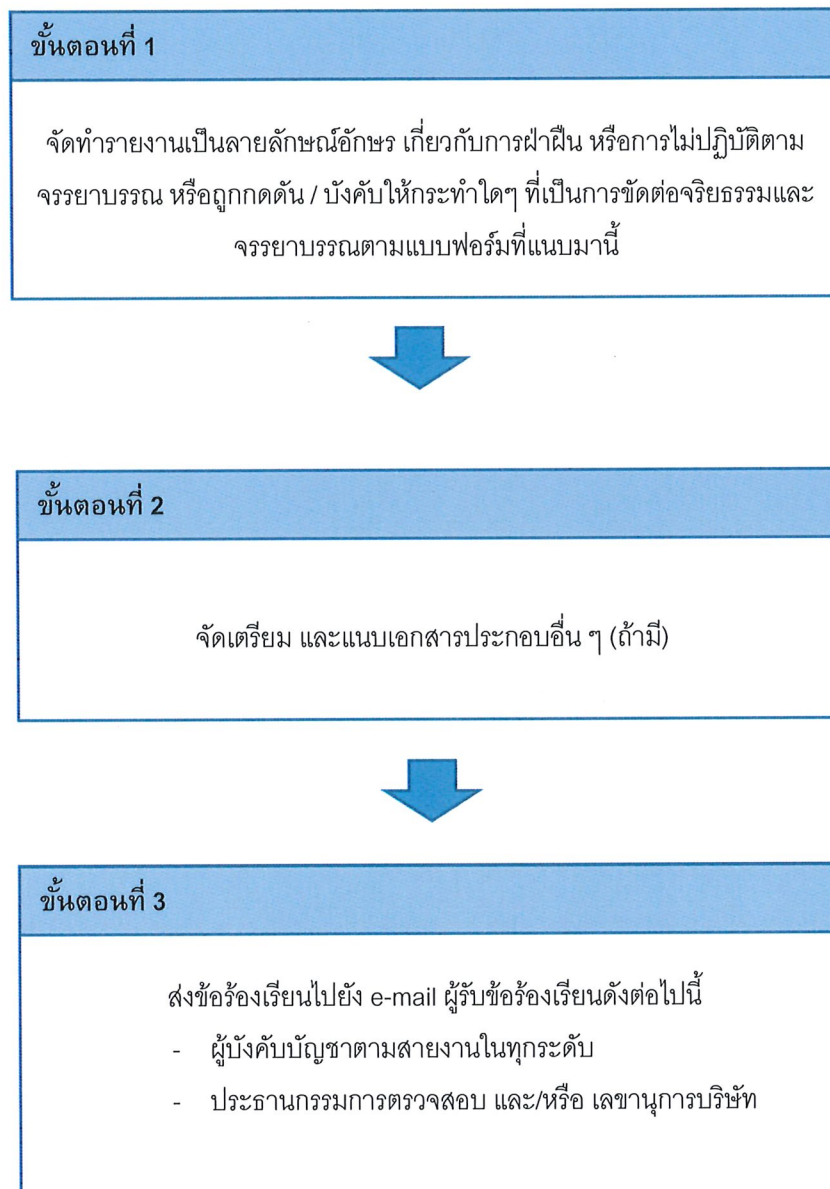 ขั้นตอนที่ 1
จัดทำรายงานเป็นลายลักษณ์อักษร เกี่ยวกับการฝ่าฝืน หรือการไม่ปฏิบัติตาม
จรรยาบรรณ หรือถูกกดดัน / บังคับให้กระทำใดๆ ที่เป็นการขัดต่อจริยธรรมและ
จรรยาบรรณตามแบบฟอร์มที่แนบมานี้
ขั้นตอนที่ 2
จัดเตรียม และแนบเอกสารประกอบอื่น ๆ (ถ้ามี)
ขั้นตอนที่ 3
ส่งข้อร้องเรียนไปยัง e-mail ผู้รับข้อร้องเรียนดังต่อไปนี้
- ผู้บังคับบัญชาตามสายงานในทุกระดับ
- ประธานกรรมการตรวจสอบ และ/หรือ เลขานุการบริษัท